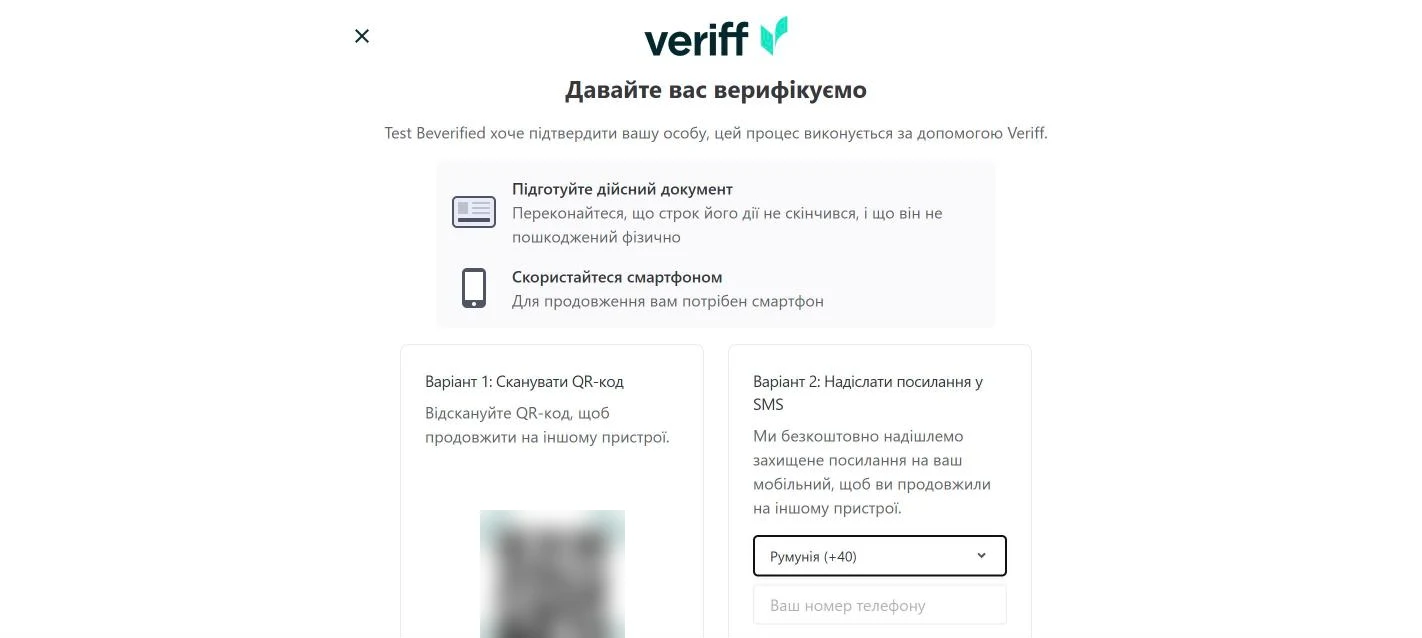 veriff
Давайте вас верифікуємо
Test Beverified хоче підтвердити вашу особу, цей процес виконується за допомогою Veriff.
Підготуйте дійсний документ
Переконайтеся, що строк його дії не скінчився, і що він не
пошкоджений фізично
Скористайтеся смартфоном
Для продовження вам потрібен смартфон
Варіант 1: Сканувати QR-код
Відскануйте QR-код, щоб
продовжити на іншому пристрої.
Варіант 2: Надіслати посилання у
SMS
Ми безкоштовно надішлемо
захищене посилання на ваш
мобільний, щоб ви продовжили
на іншому пристрої.
Румунія (+40)
Ваш номер телефону